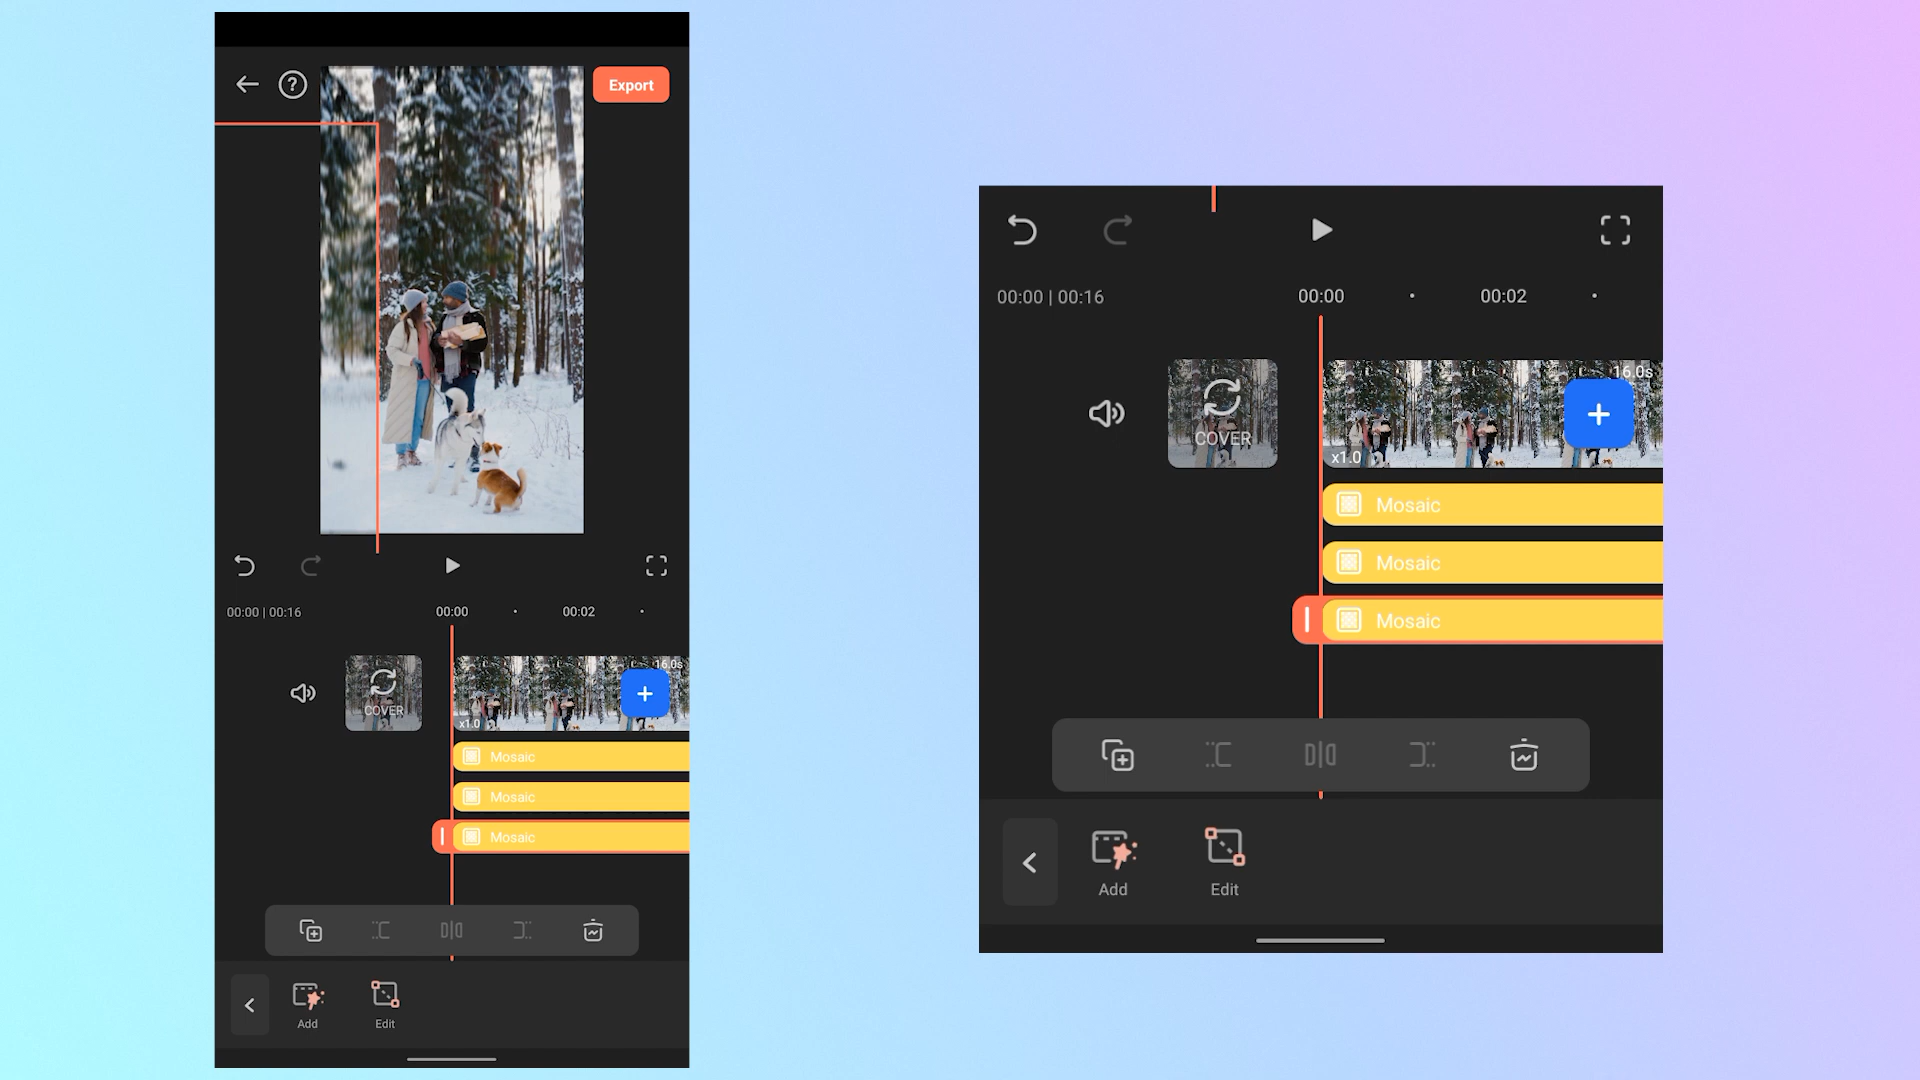 ?
Export
00:00 | 00:16
00:00
00:02
COVER
16.0s
x1.0
Mosaic
Mosaic
Mosaic
Add
Edit
00:00 | 00:16
00:00
00:02
COVER
16.0s
x1.0
Mosaic
Mosaic
Mosaic
Add
Edit